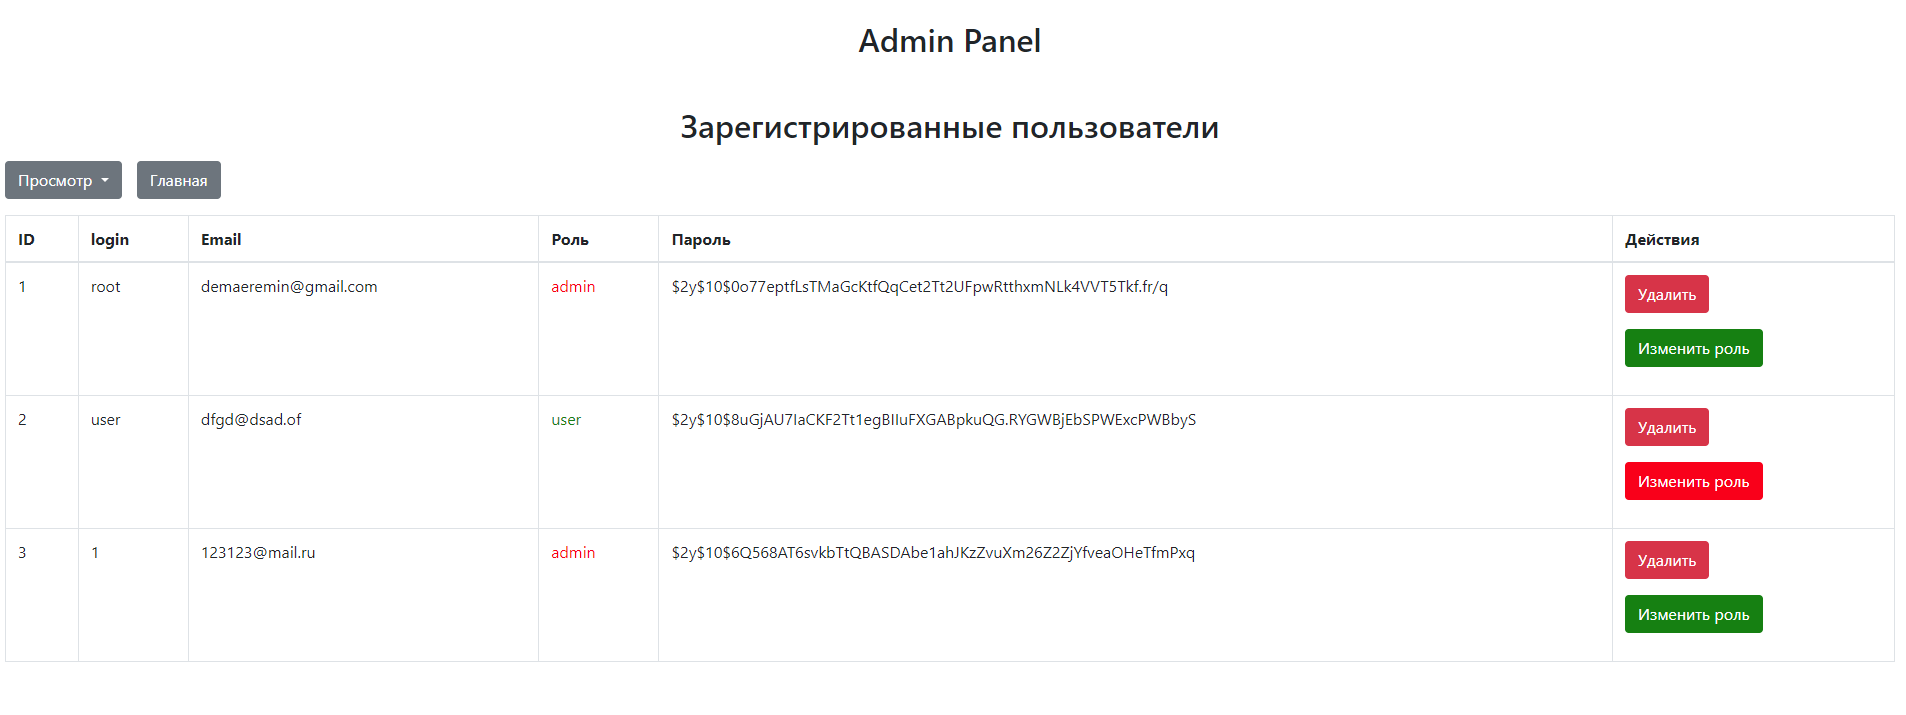 Admin Panel
Зарегистрированные пользователи
Просмотр Главная
ID login Email Роль Пароль Действия
1 root demaeremin@gmail.com admin $2y$10$0o77eptfLsTMaGcKtfQqCet2Tt2UFpwRtthxmNLk4VVT5Tkf.fr/q Удалить
Изменить роль
2 user dfgd@dsad.of user $2y$10$8uGjAU7IaCKF2Tt1egBIIuFXGABpkuQG.RYGWBjEbSPWExcPWBbyS Удалить
Изменить роль
3 1 123123@mail.ru admin $2y$10$6Q568AT6svkbTtQBASDAbe1ahJKzZvuXm26Z2ZjYfveaOHeTfmPxq Удалить
Изменить роль